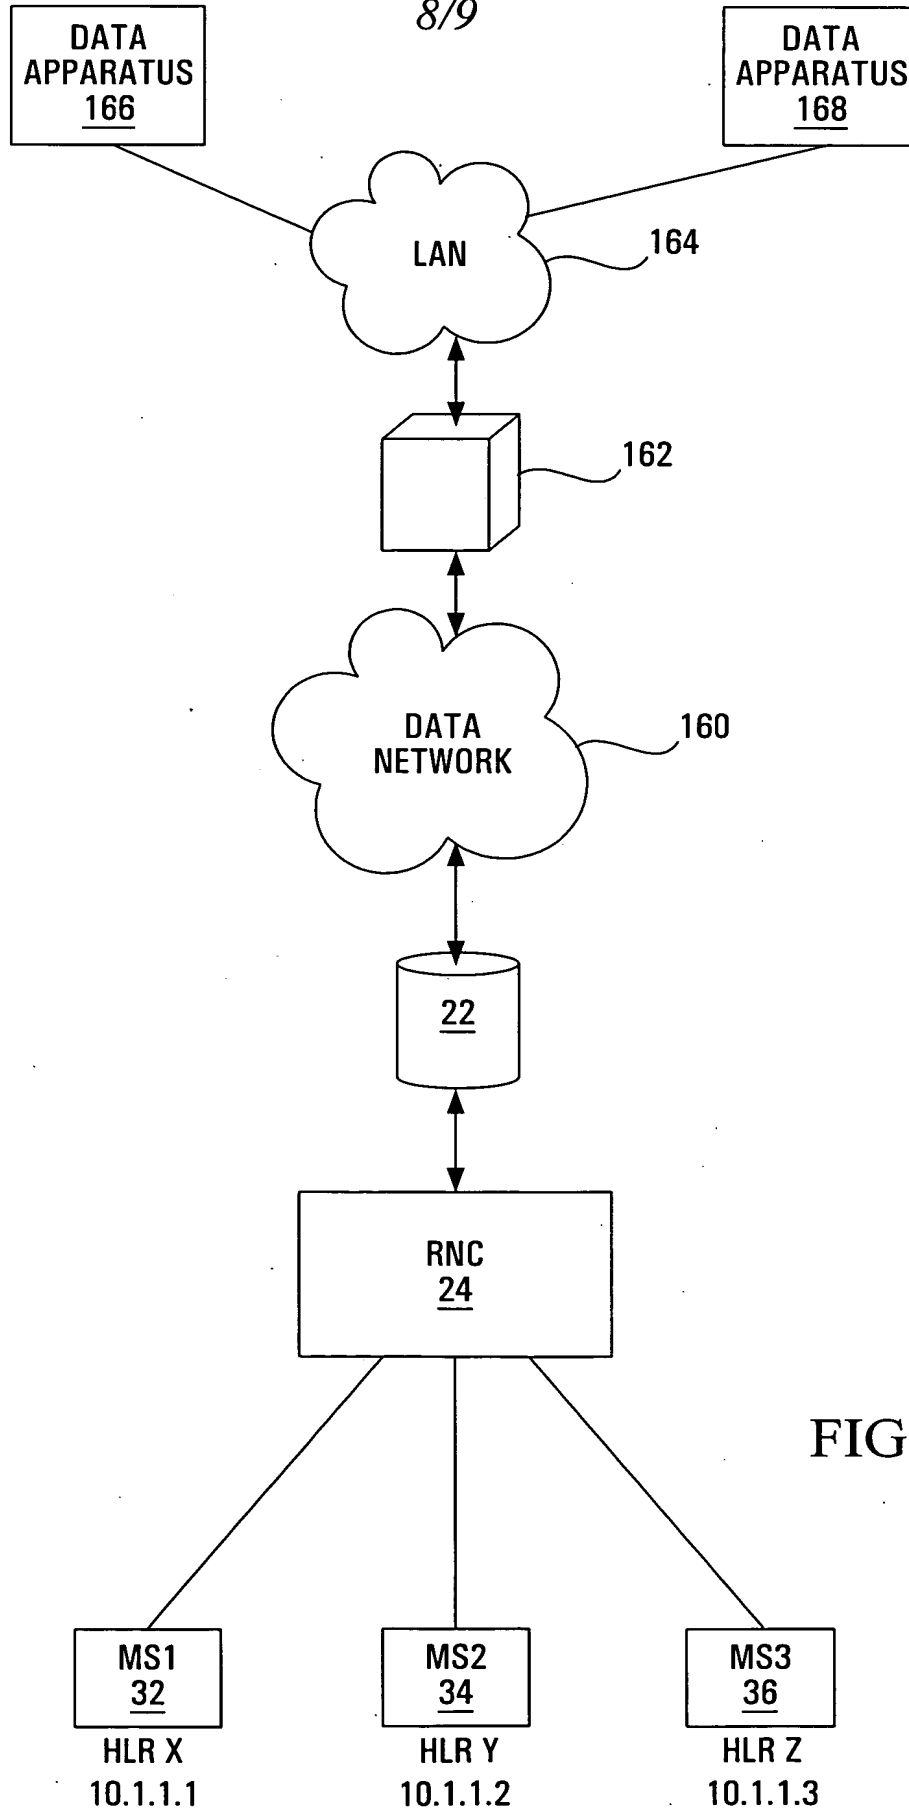 8/9
DATA
APPARATUS
166
DATA
APPARATUS
168
LAN
164
162
DATA
NETWORK
160
22
RNC
24
FIG
MS1
32
HLR X
10.1.1.1
MS2
34
HLR Y
10.1.1.2
MS3
36
HLR Z
10.1.1.3